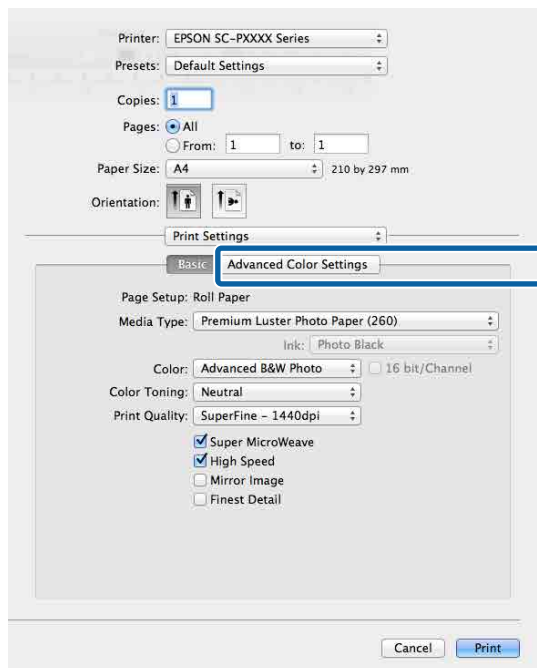 Printer: EPSON SC-PXXXX Series
Presets: Default Settings
Copies: 1
Pages: All
From: 1 to: 1
Paper Size: A4 210 by 297 mm
Orientation:
Print Settings
Basic Advanced Color Settings
Page Setup: Roll Paper
Media Type: Premium Luster Photo Paper (260)
Ink: Photo Black
Color: Advanced B&W Photo 16 bit/Channel
Color Toning: Neutral
Print Quality: SuperFine – 1440dpi
Super MicroWeave
High Speed
Mirror Image
Finest Detail
Cancel Print